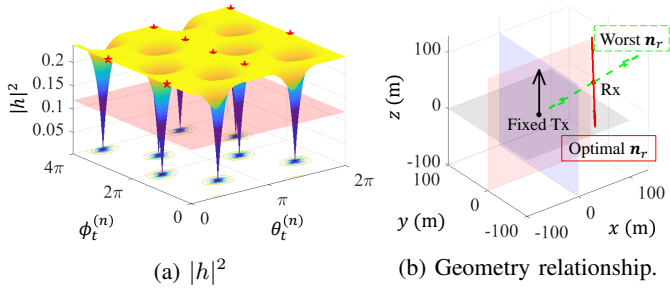 0.2
0.15
0.1
0.05
|h|²
4π
2π
0
ϕ_t^{(n)}
0
π
2π
θ_t^{(n)}
(a) |h|²
100
0
-100
z (m)
100
0
-100
y (m)
-100
0
100
x (m)
Worst n_r
Rx
Fixed Tx
Optimal n_r
(b) Geometry relationship.